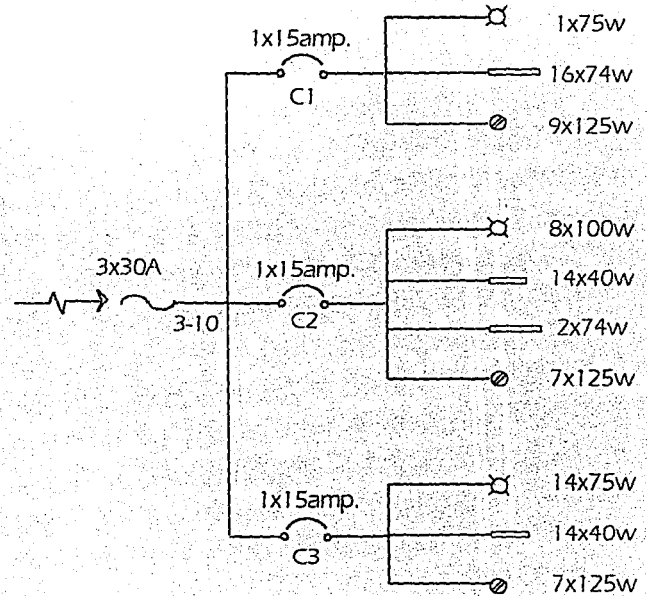 1x15amp.
C1
1x75w
16x74w
9x125w
3x30A
3-10
1x15amp.
C2
8x100w
14x40w
2x74w
7x125w
1x15amp.
C3
14x75w
14x40w
7x125w